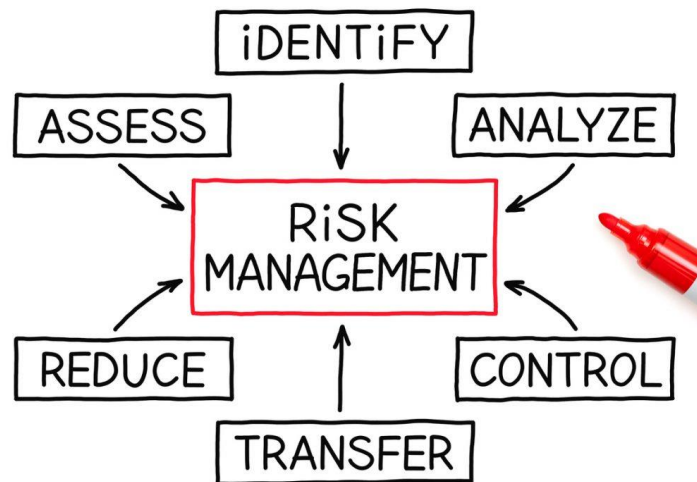 iDENTiFY
ASSESS
ANALYZE
RiSK
MANAGEMENT
REDUCE
CONTROL
TRANSFER